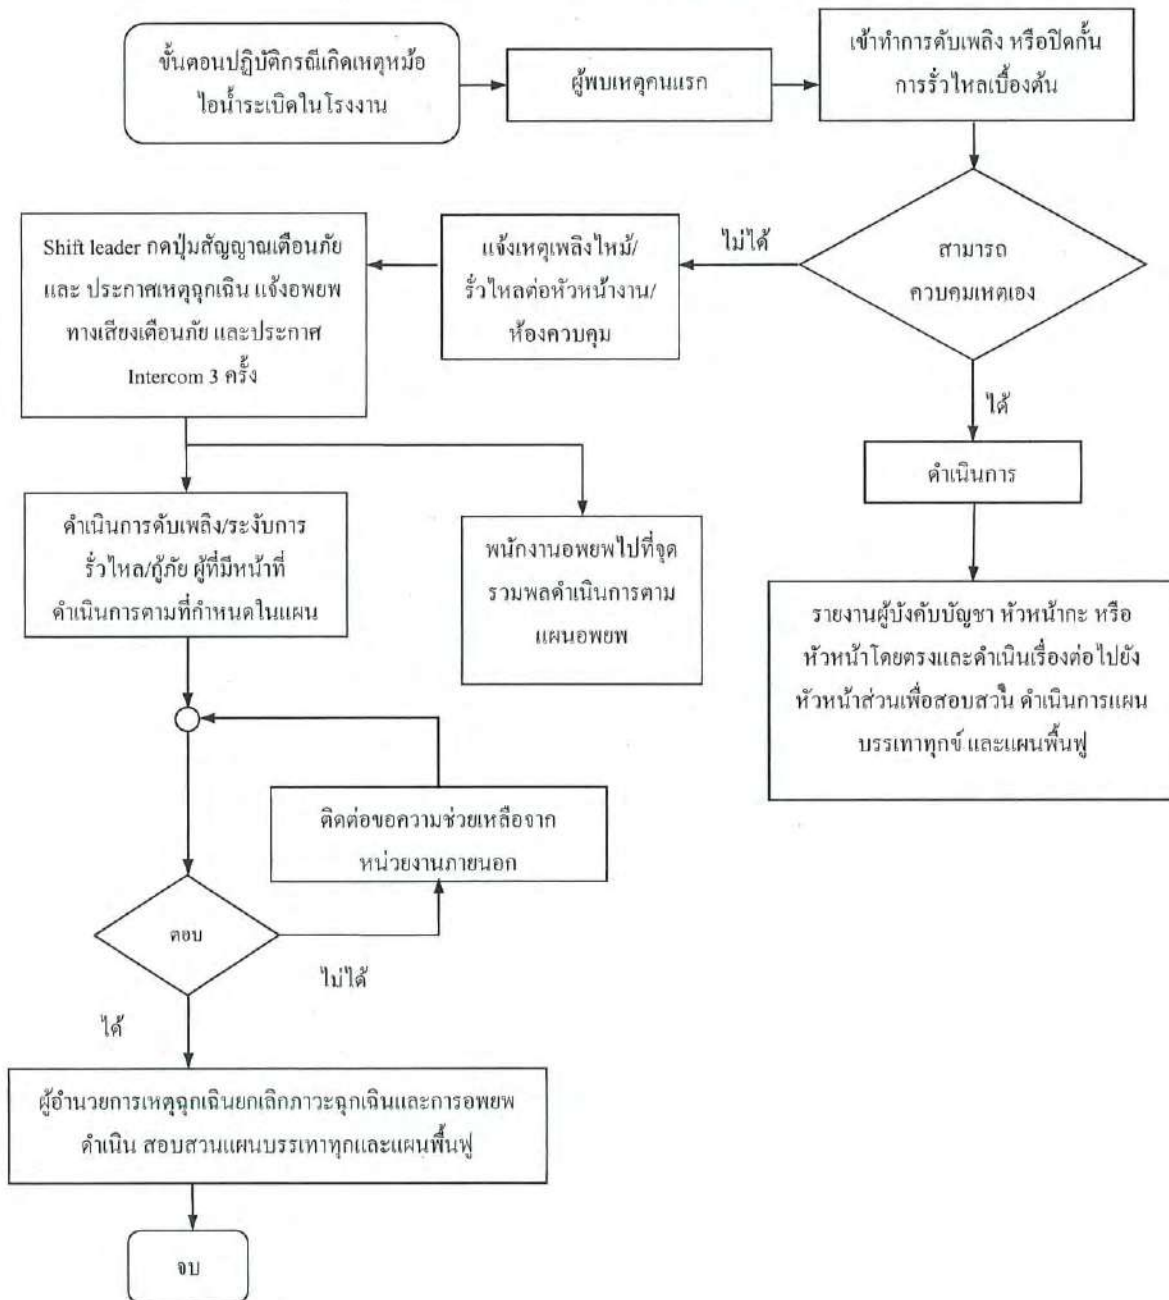 ขั้นตอนปฏิบัติกรณีเกิดเหตุหม้อ
ไอน้ำระเบิดในโรงงาน
ผู้พบเหตุคนแรก
เข้าทำการดับเพลิง หรือปิดกั้น
การรั่วไหลเบื้องต้น
สามารถ
ควบคุมเหตุเอง
ไม่ได้
แจ้งเหตุเพลิงไหม้/
รั่วไหลต่อหัวหน้างาน/
ห้องควบคุม
Shift leader กดปุ่มสัญญาณเตือนภัย
และ ประกาศเหตุฉุกเฉิน แจ้งอพยพ
ทางเสียงเตือนภัย และประกาศ
Intercom 3 ครั้ง
ได้
ดำเนินการ
รายงานผู้บังคับบัญชา หัวหน้ากะ หรือ
หัวหน้าโดยตรงและดำเนินเรื่องต่อไปยัง
หัวหน้าส่วนเพื่อสอบสวน ดำเนินการแผน
บรรเทาทุกข์ และแผนฟื้นฟู
ดำเนินการดับเพลิง/ระงับการ
รั่วไหล/กู้ภัย ผู้ที่มีหน้าที่
ดำเนินการตามที่กำหนดในแผน
พนักงานอพยพไปที่จุด
รวมพลดำเนินการตาม
แผนอพยพ
ติดต่อขอความช่วยเหลือจาก
หน่วยงานภายนอก
ตอบ
ไม่ได้
ได้
ผู้อำนวยการเหตุฉุกเฉินยกเลิกภาวะฉุกเฉินและการอพยพ
ดำเนิน สอบสวนแผนบรรเทาทุกและแผนฟื้นฟู
จบ